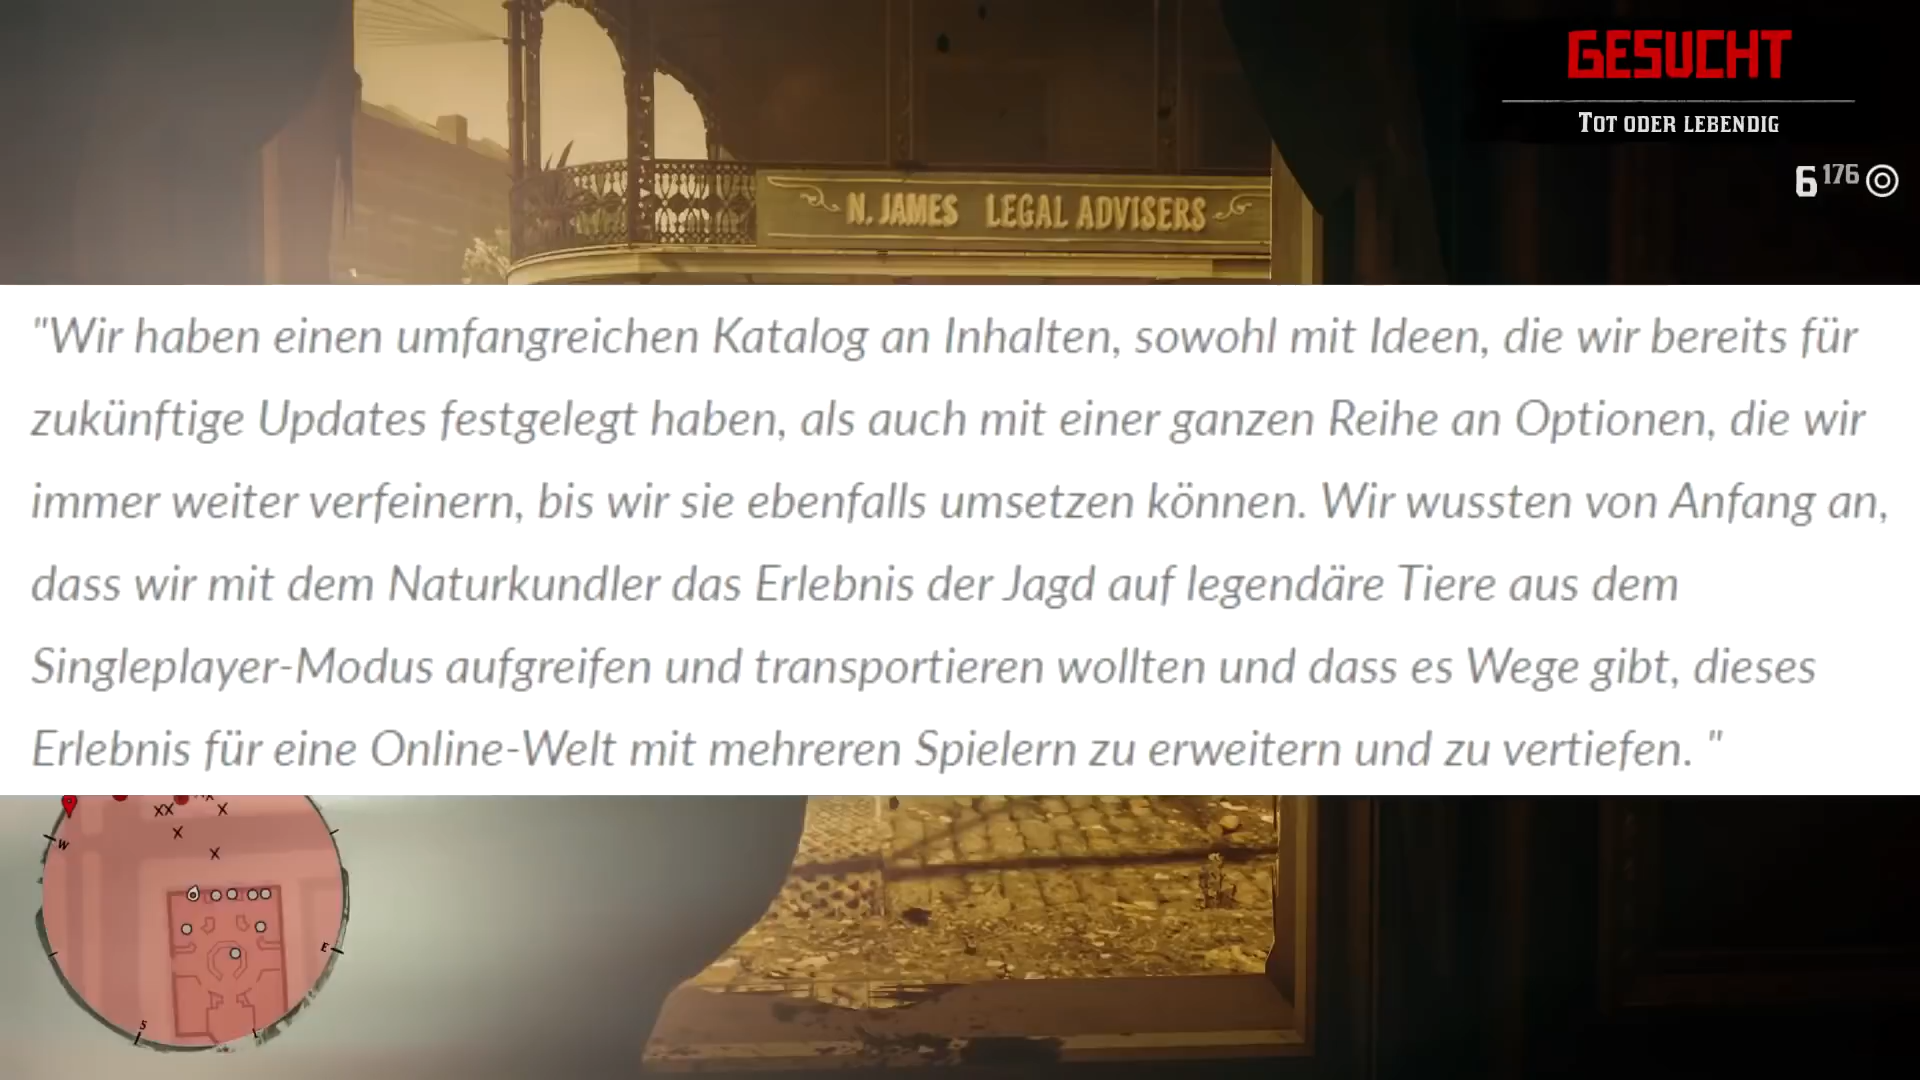 GESUCHT
TOT ODER LEBENDIG
6 176
N. JAMES LEGAL ADVISERS
"Wir haben einen umfangreichen Katalog an Inhalten, sowohl mit Ideen, die wir bereits für
zukünftige Updates festgelegt haben, als auch mit einer ganzen Reihe an Optionen, die wir
immer weiter verfeinern, bis wir sie ebenfalls umsetzen können. Wir wussten von Anfang an,
dass wir mit dem Naturkundler das Erlebnis der Jagd auf legendäre Tiere aus dem
Singleplayer-Modus aufgreifen und transportieren wollten und dass es Wege gibt, dieses
Erlebnis für eine Online-Welt mit mehreren Spielern zu erweitern und zu vertiefen. "
W
E
S